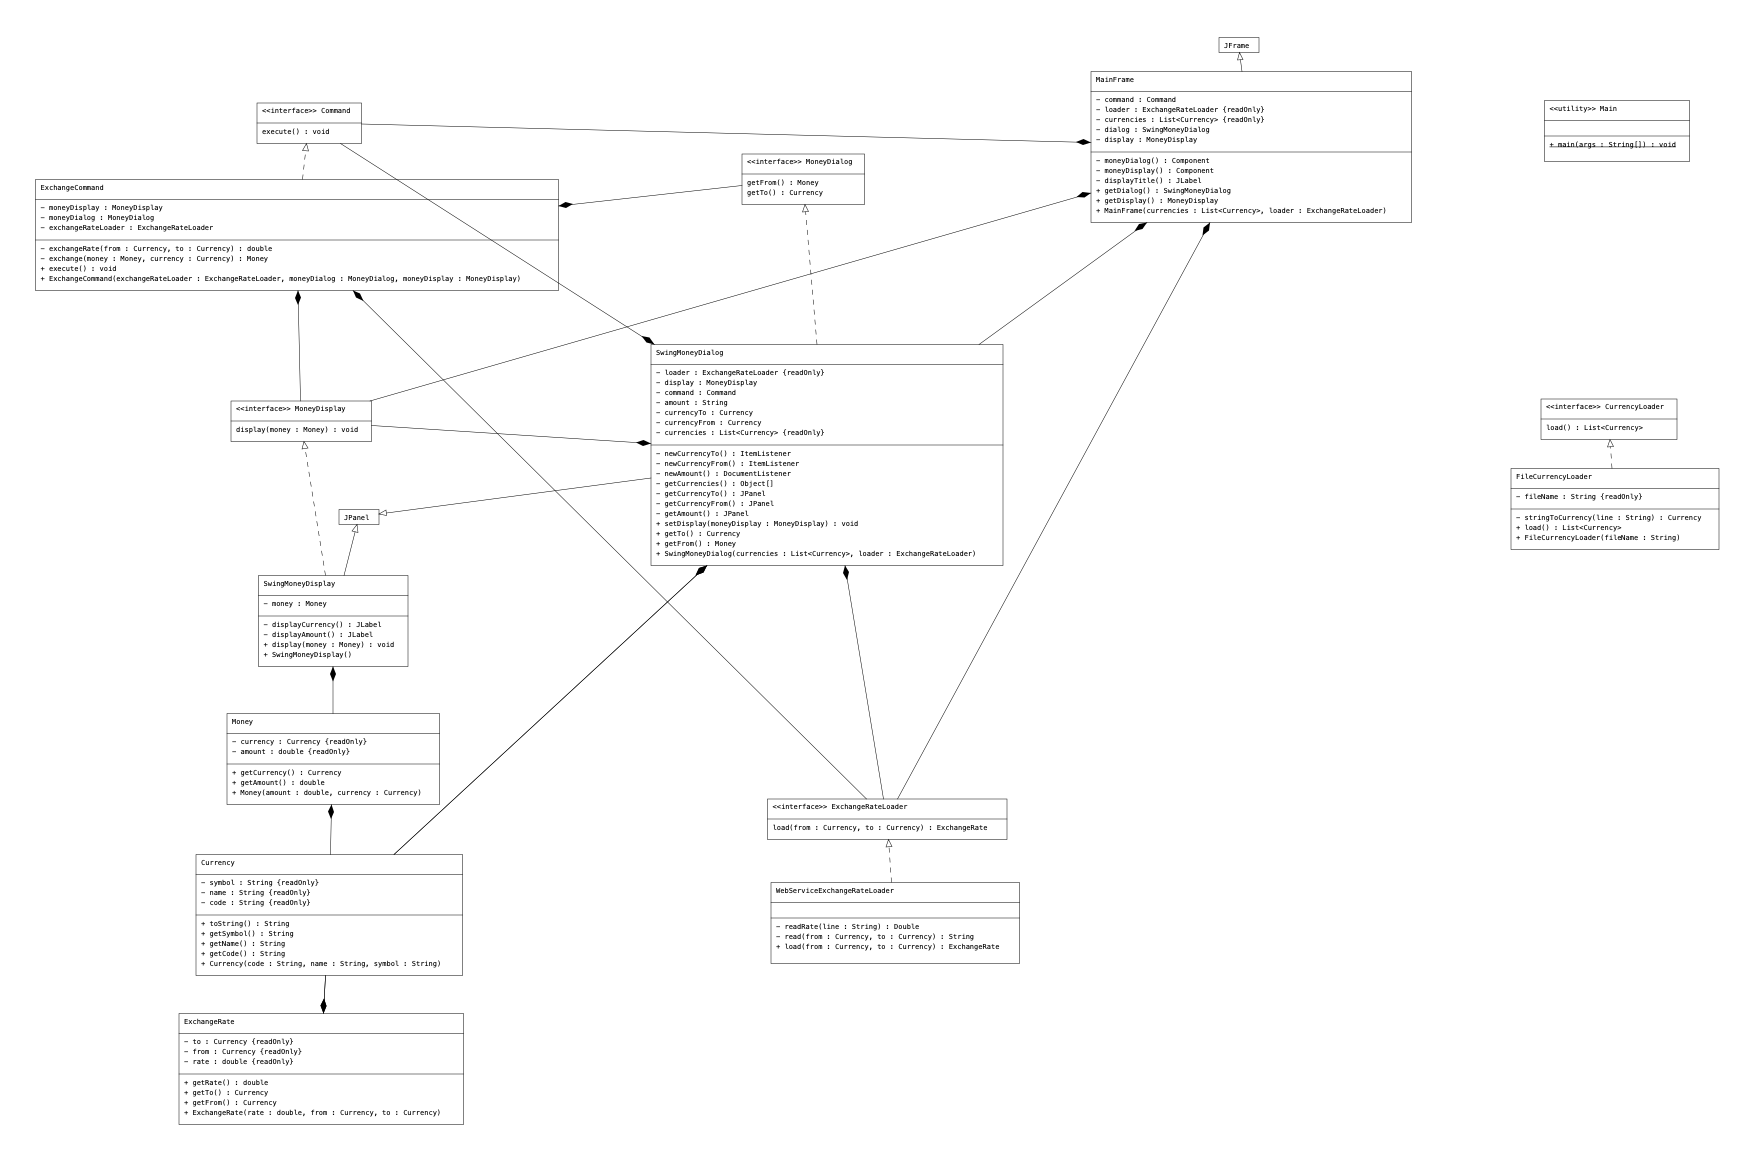 JFrame
MainFrame
− command : Command
− loader : ExchangeRateLoader {readOnly}
− currencies : List<Currency> {readOnly}
− dialog : SwingMoneyDialog
− display : MoneyDisplay
− moneyDialog() : Component
− moneyDisplay() : Component
− displayTitle() : JLabel
+ getDialog() : SwingMoneyDialog
+ getDisplay() : MoneyDisplay
+ MainFrame(currencies : List<Currency>, loader : ExchangeRateLoader)
<<utility>> Main
+ main(args : String[]) : void
<<interface>> Command
execute() : void
<<interface>> MoneyDialog
getFrom() : Money
getTo() : Currency
ExchangeCommand
− moneyDisplay : MoneyDisplay
− moneyDialog : MoneyDialog
− exchangeRateLoader : ExchangeRateLoader
− exchangeRate(from : Currency, to : Currency) : double
− exchange(money : Money, currency : Currency) : Money
+ execute() : void
+ ExchangeCommand(exchangeRateLoader : ExchangeRateLoader, moneyDialog : MoneyDialog, moneyDisplay : MoneyDisplay)
SwingMoneyDialog
− loader : ExchangeRateLoader {readOnly}
− display : MoneyDisplay
− command : Command
− amount : String
− currencyTo : Currency
− currencyFrom : Currency
− currencies : List<Currency> {readOnly}
− newCurrencyTo() : ItemListener
− newCurrencyFrom() : ItemListener
− newAmount() : DocumentListener
− getCurrencies() : Object[]
− getCurrencyTo() : JPanel
− getCurrencyFrom() : JPanel
− getAmount() : JPanel
+ setDisplay(moneyDisplay : MoneyDisplay) : void
+ getTo() : Currency
+ getFrom() : Money
+ SwingMoneyDialog(currencies : List<Currency>, loader : ExchangeRateLoader)
<<interface>> MoneyDisplay
display(money : Money) : void
<<interface>> CurrencyLoader
load() : List<Currency>
FileCurrencyLoader
− fileName : String {readOnly}
− stringToCurrency(line : String) : Currency
+ load() : List<Currency>
+ FileCurrencyLoader(fileName : String)
JPanel
SwingMoneyDisplay
− money : Money
− displayCurrency() : JLabel
− displayAmount() : JLabel
+ display(money : Money) : void
+ SwingMoneyDisplay()
Money
− currency : Currency {readOnly}
− amount : double {readOnly}
+ getCurrency() : Currency
+ getAmount() : double
+ Money(amount : double, currency : Currency)
<<interface>> ExchangeRateLoader
load(from : Currency, to : Currency) : ExchangeRate
Currency
− symbol : String {readOnly}
− name : String {readOnly}
− code : String {readOnly}
+ toString() : String
+ getSymbol() : String
+ getName() : String
+ getCode() : String
+ Currency(code : String, name : String, symbol : String)
WebServiceExchangeRateLoader
− readRate(line : String) : Double
− read(from : Currency, to : Currency) : String
+ load(from : Currency, to : Currency) : ExchangeRate
ExchangeRate
− to : Currency {readOnly}
− from : Currency {readOnly}
− rate : double {readOnly}
+ getRate() : double
+ getTo() : Currency
+ getFrom() : Currency
+ ExchangeRate(rate : double, from : Currency, to : Currency)